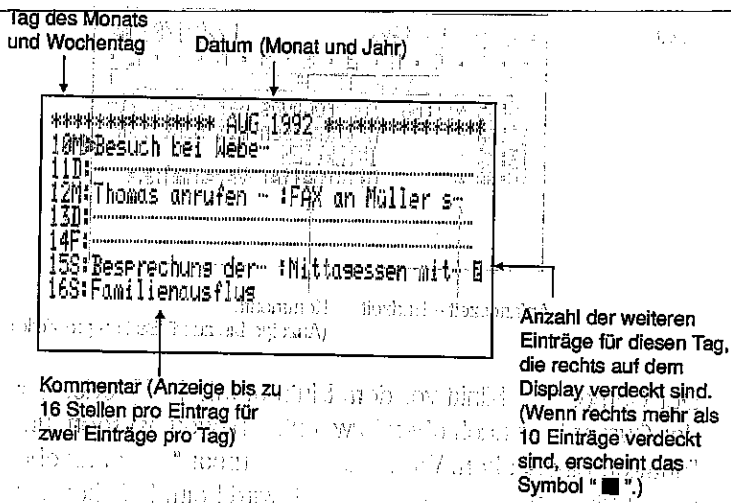 Tag des Monats
und Wochentag
Datum (Monat und Jahr)
*************** AUG 1992 ***************
10M▶Besuch bei Webe…
11D:
12M:Thomas anrufen … :FAX an Müller s…
13D:
14F:
15S:Besprechung der… :Mittagessen mit…
16S:Familienausflug
Kommentar (Anzeige bis zu
16 Stellen pro Eintrag für
zwei Einträge pro Tag)
Anzahl der weiteren
Einträge für diesen Tag,
die rechts auf dem
Display verdeckt sind.
(Wenn rechts mehr als
10 Einträge verdeckt
sind, erscheint das
Symbol " ■ ".)